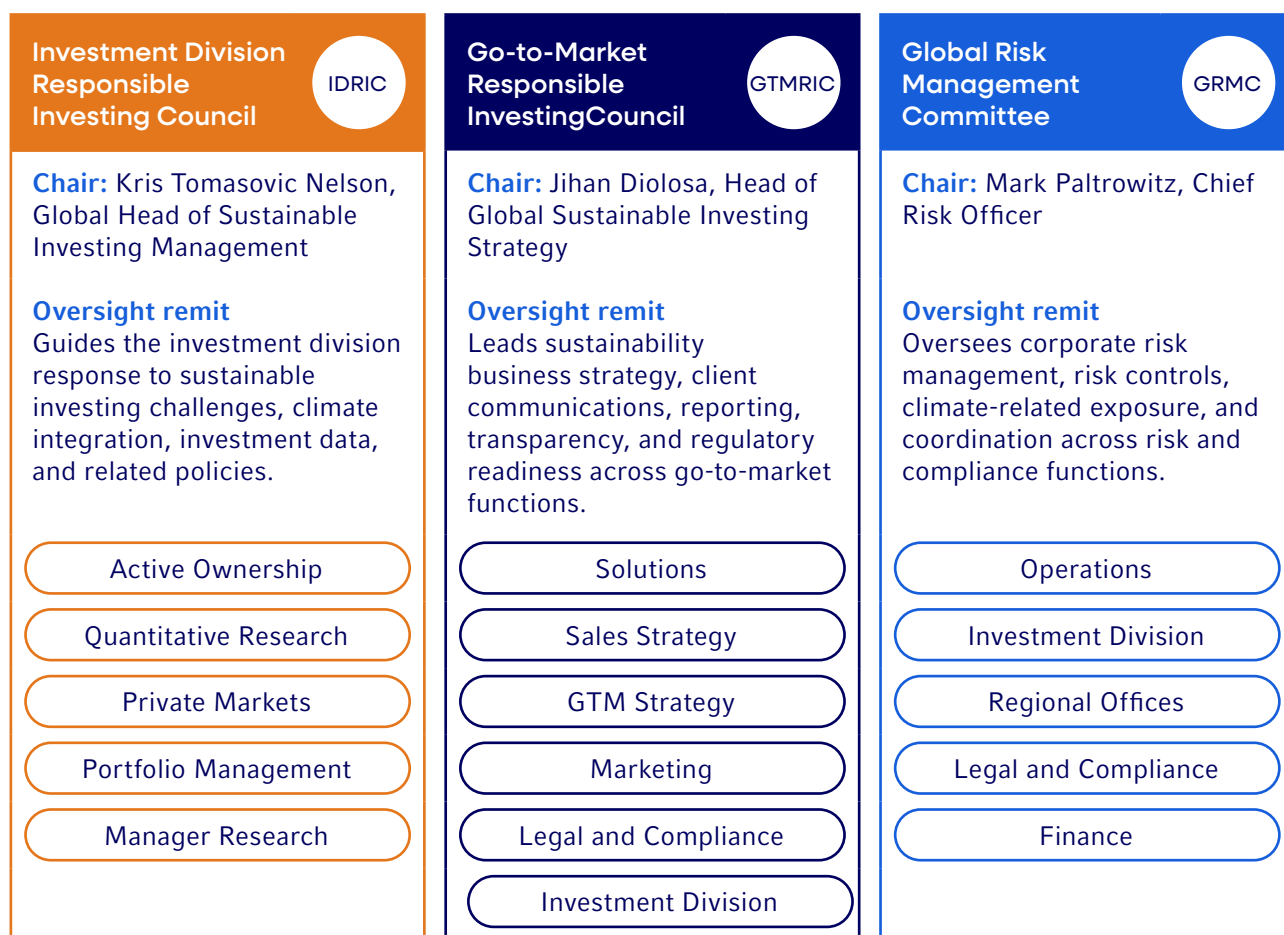 Investment Division
Responsible
Investing Council
IDRIC
Chair: Kris Tomasovic Nelson,
Global Head of Sustainable
Investing Management
Oversight remit
Guides the investment division
response to sustainable
investing challenges, climate
integration, investment data,
and related policies.
Active Ownership
Quantitative Research
Private Markets
Portfolio Management
Manager Research
Go-to-Market
Responsible
InvestingCouncil
GTMRIC
Chair: Jihan Diolosa, Head of
Global Sustainable Investing
Strategy
Oversight remit
Leads sustainability
business strategy, client
communications, reporting,
transparency, and regulatory
readiness across go-to-market
functions.
Solutions
Sales Strategy
GTM Strategy
Marketing
Legal and Compliance
Investment Division
Global Risk
Management
Committee
GRMC
Chair: Mark Paltrowitz, Chief
Risk Officer
Oversight remit
Oversees corporate risk
management, risk controls,
climate-related exposure, and
coordination across risk and
compliance functions.
Operations
Investment Division
Regional Offices
Legal and Compliance
Finance